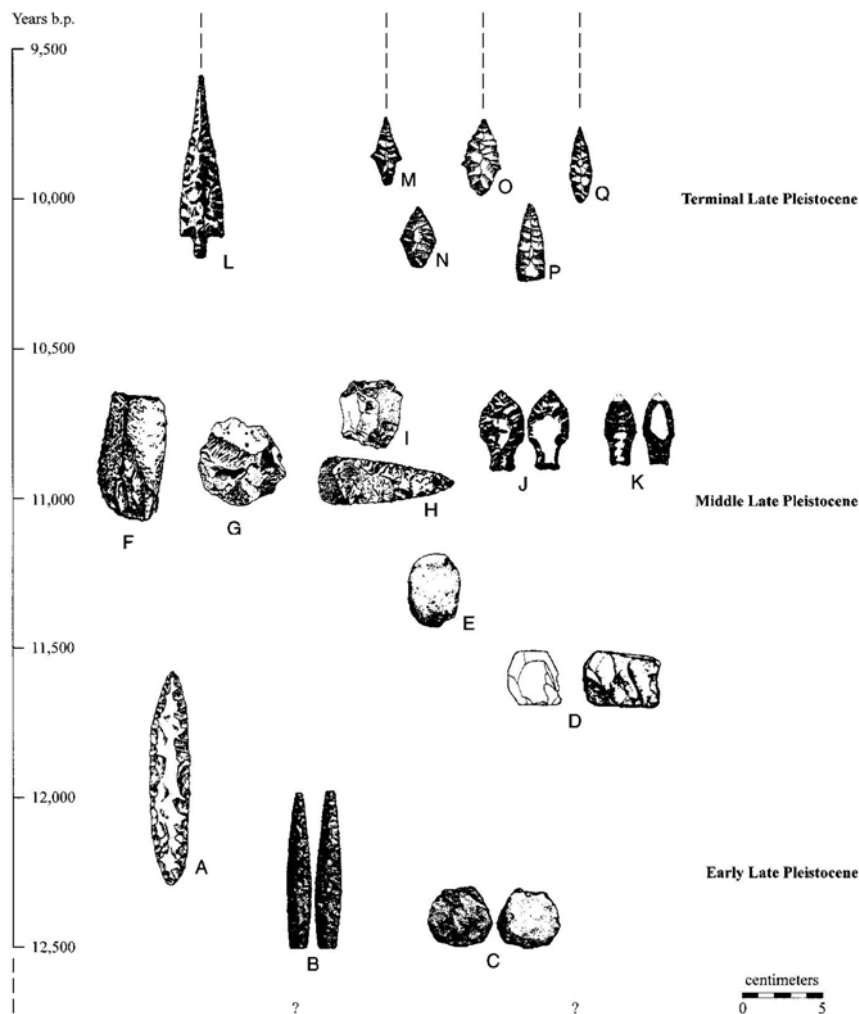 Years b.p.
9,500
M
O
Q
10,000
Terminal Late Pleistocene
L
N
P
10,500
I
J
K
11,000
H
Middle Late Pleistocene
F
G
E
11,500
D
12,000
A
Early Late Pleistocene
12,500
B
C
centimeters
0 5
? ?